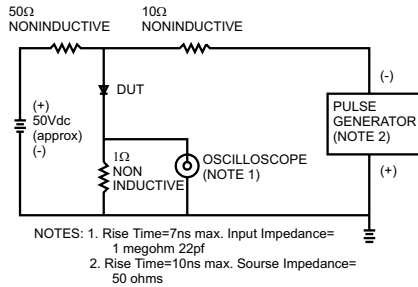 50Ω
NONINDUCTIVE
10Ω
NONINDUCTIVE
(+)
50Vdc
(approx)
(-)
DUT
1Ω
NON
INDUCTIVE
OSCILLOSCOPE
(NOTE 1)
(-)
PULSE
GENERATOR
(NOTE 2)
(+)
NOTES: 1. Rise Time=7ns max. Input Impedance=
1 megohm 22pf
2. Rise Time=10ns max. Sourse Impedance=
50 ohms